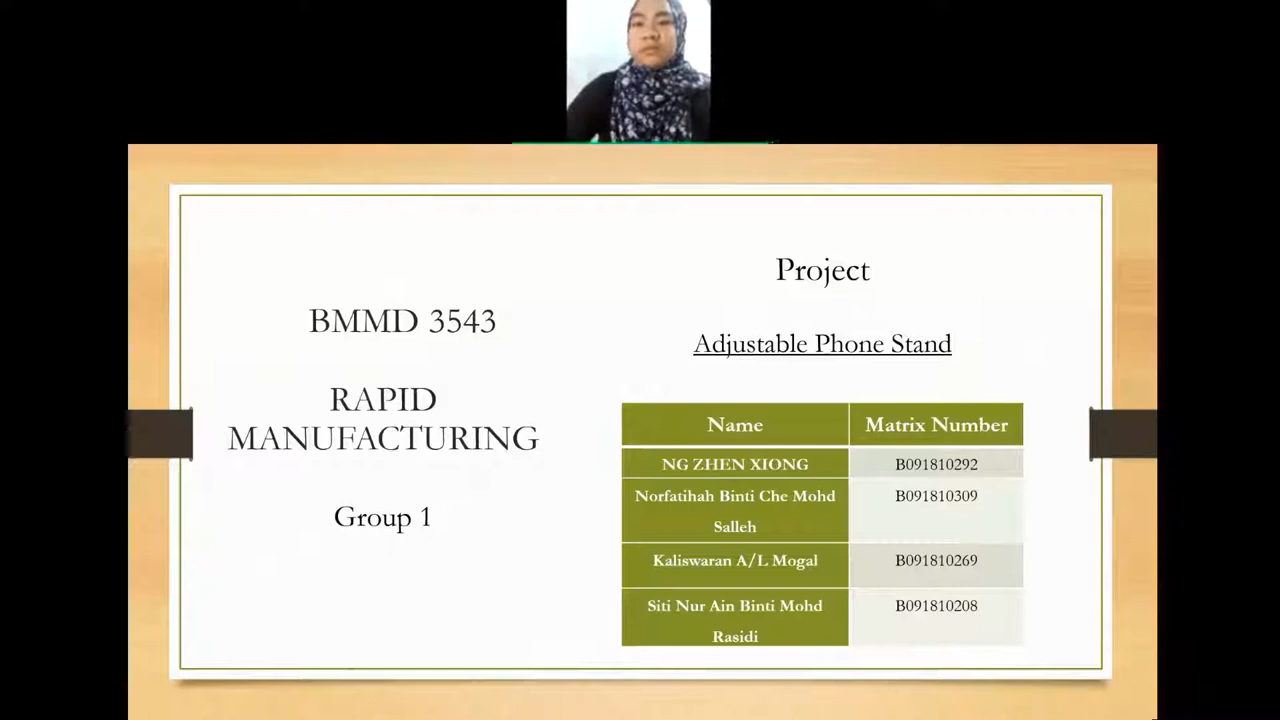 BMMD 3543
RAPID
MANUFACTURING
Group 1
Project
Adjustable Phone Stand
Name Matrix Number
NG ZHEN XIONG B091810292
Norfatihah Binti Che Mohd B091810309
Salleh
Kaliswaran A/L Mogal B091810269
Siti Nur Ain Binti Mohd B091810208
Rasidi